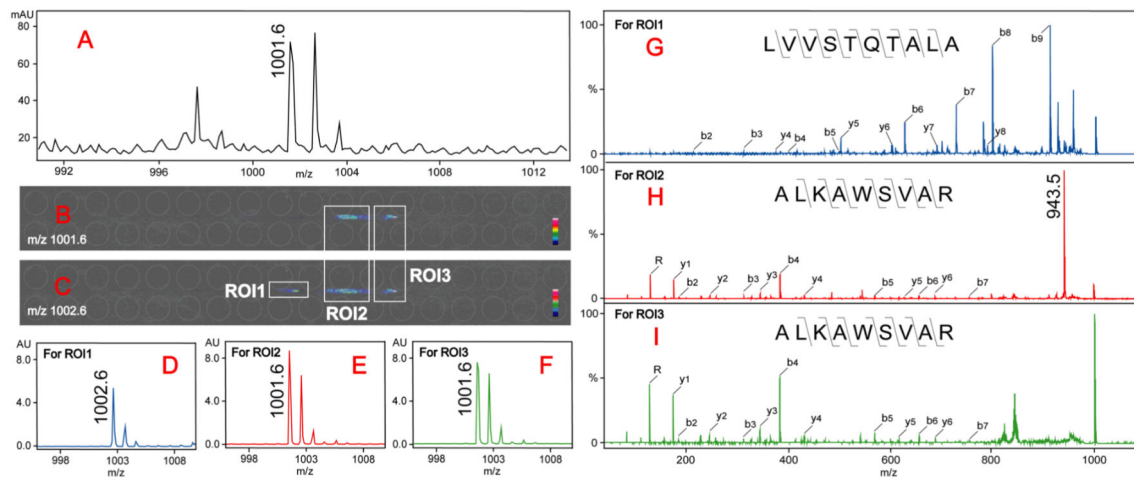 mAU
80
60
40
20
A
1001.6
992
996
1000
1004
1008
1012
m/z
B
m/z 1001.6
C
m/z 1002.6
ROI1
ROI2
ROI3
AU
For ROI1
D
8.0
4.0
0.0
1002.6
998
1003
1008
m/z
AU
For ROI2
E
8.0
4.0
0.0
1001.6
998
1003
1008
m/z
AU
For ROI3
F
8.0
4.0
0.0
1001.6
998
1003
1008
m/z
100
For ROI1
G
L V V S T Q T A L A
%
0
b2
b3
y4
b4
b5
y5
y6
b6
y7
b7
y8
b8
b9
100
For ROI2
H
A L K A W S V A R
943.5
%
0
R
y1
b2
y2
b3
y3
b4
y4
b5
y5
b6
y6
b7
100
For ROI3
I
A L K A W S V A R
%
0
R
y1
b2
y2
b3
y3
b4
y4
b5
y5
b6
y6
b7
200
400
600
800
1000
m/z